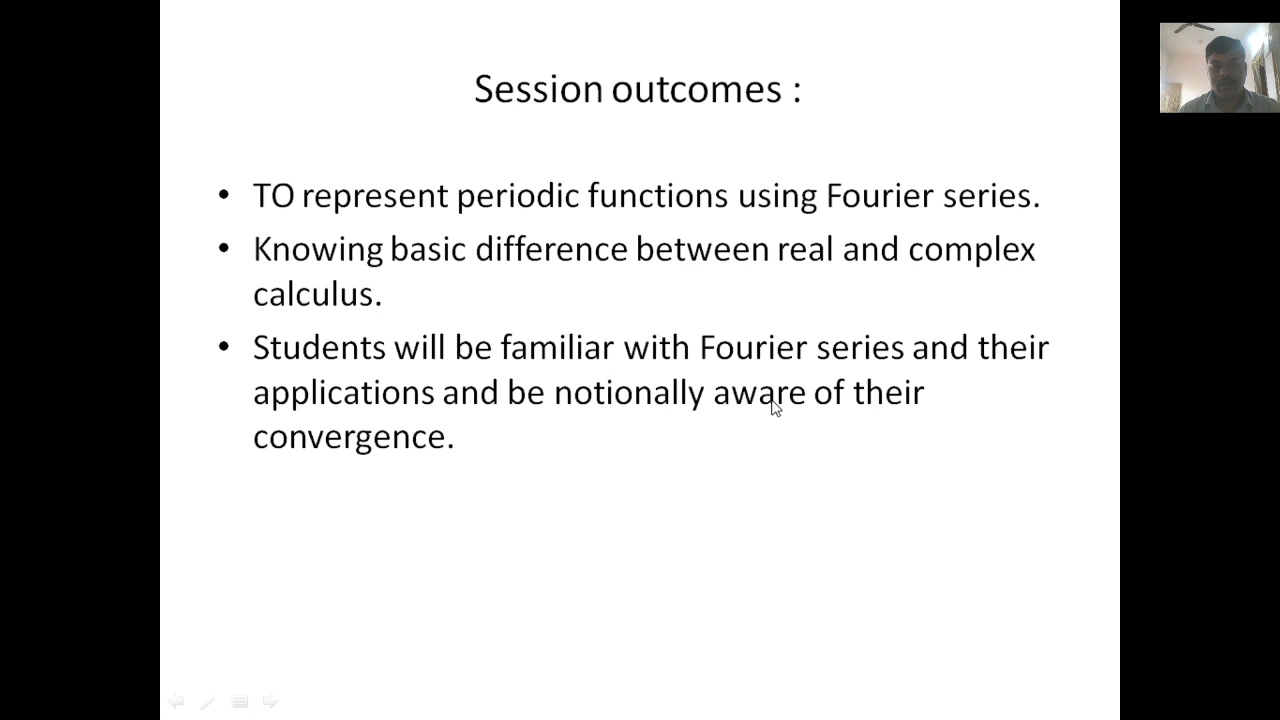 Session outcomes :
• TO represent periodic functions using Fourier series.
• Knowing basic difference between real and complex
calculus.
• Students will be familiar with Fourier series and their
applications and be notionally aware of their
convergence.